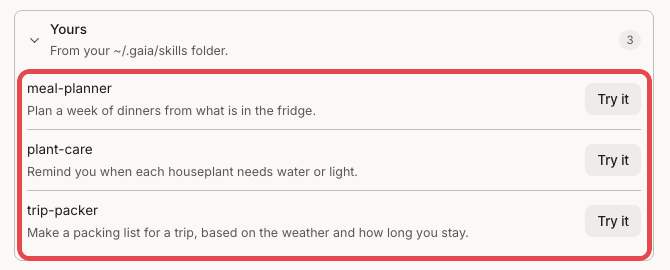 Yours
From your ~/.gaia/skills folder.
3
meal-planner
Plan a week of dinners from what is in the fridge.
Try it
plant-care
Remind you when each houseplant needs water or light.
Try it
trip-packer
Make a packing list for a trip, based on the weather and how long you stay.
Try it